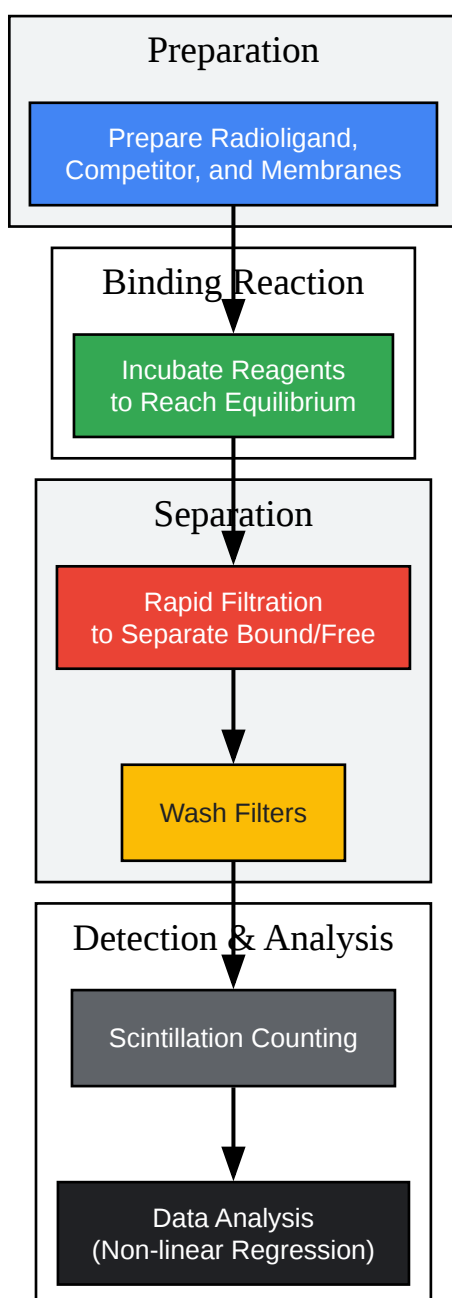 Preparation
Prepare Radioligand,
Competitor, and Membranes
Binding Reaction
Incubate Reagents
to Reach Equilibrium
Separation
Rapid Filtration
to Separate Bound/Free
Wash Filters
Detection & Analysis
Scintillation Counting
Data Analysis
(Non-linear Regression)